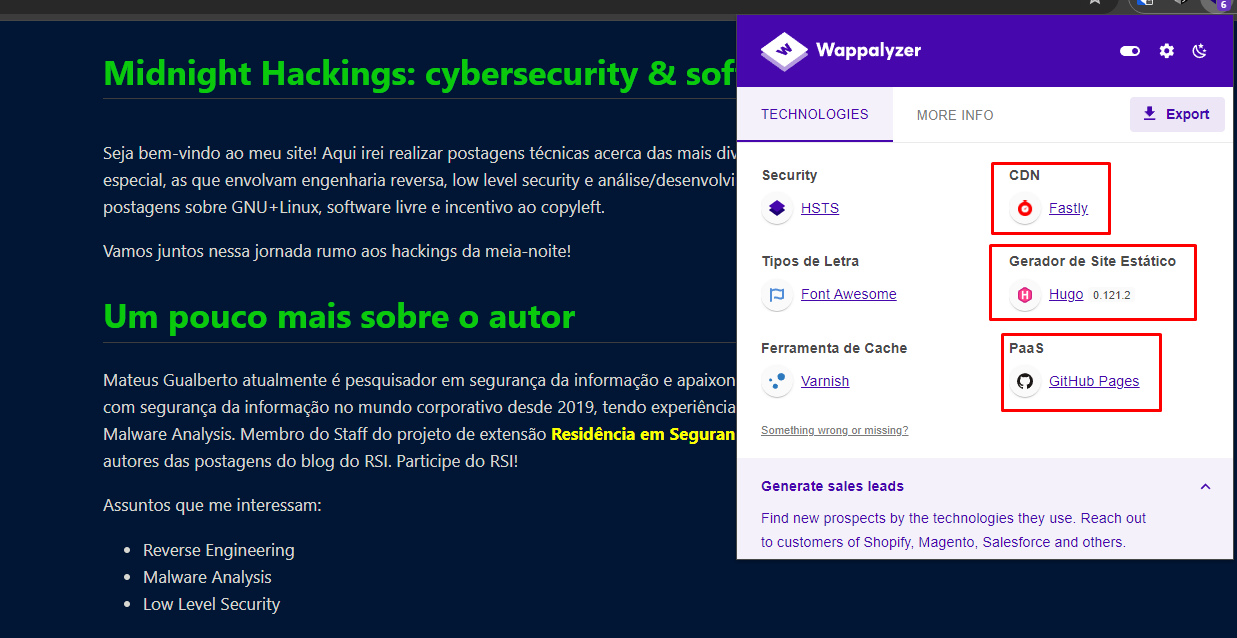 Midnight Hackings: cybersecurity &
Seja bem-vindo ao meu site! Aqui irei realizar postagens técnicas acerca das mais
especial, as que envolvam engenharia reversa, low level security e
postagens sobre GNU+Linux, software livre e incentivo ao copyleft.
Vamos juntos nessa jornada rumo aos hackings da meia-noite!
Um pouco mais sobre o autor
Mateus Gualberto atualmente é pesquisador em segurança da informação e
com segurança da informação no mundo corporativo desde 2019, tendo
Malware Analysis. Membro do Staff do projeto de extensão Residência em
autores das postagens do blog do RSI. Participe do RSI!
Assuntos que me interessam:
Reverse Engineering
Malware Analysis
Low Level Security
6
Wappalyzer
TECHNOLOGIES
MORE INFO
Export
Security
HSTS
CDN
Fastly
Tipos de Letra
Font Awesome
Gerador de Site Estático
Hugo 0.121.2
Ferramenta de Cache
Varnish
PaaS
GitHub Pages
Something wrong or missing?
Generate sales leads
Find new prospects by the technologies they use. Reach out
to customers of Shopify, Magento, Salesforce and others.